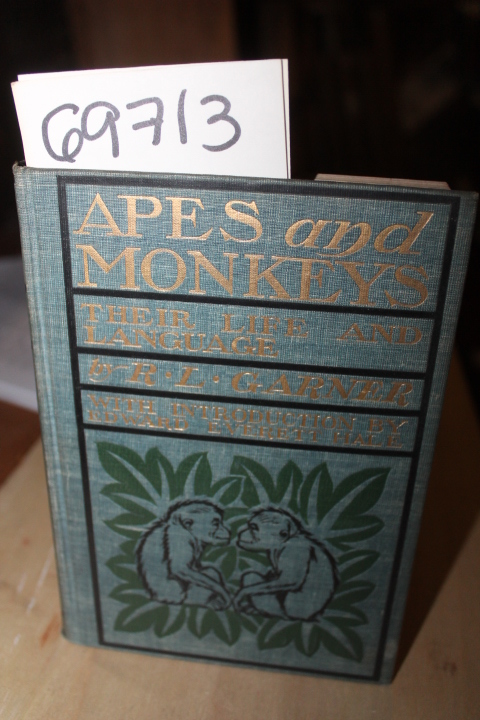 69713
APES and
MONKEYS
THEIR LIFE AND
LANGUAGE
by R. L. GARNER
WITH INTRODUCTION BY
EDWARD EVERETT HALE